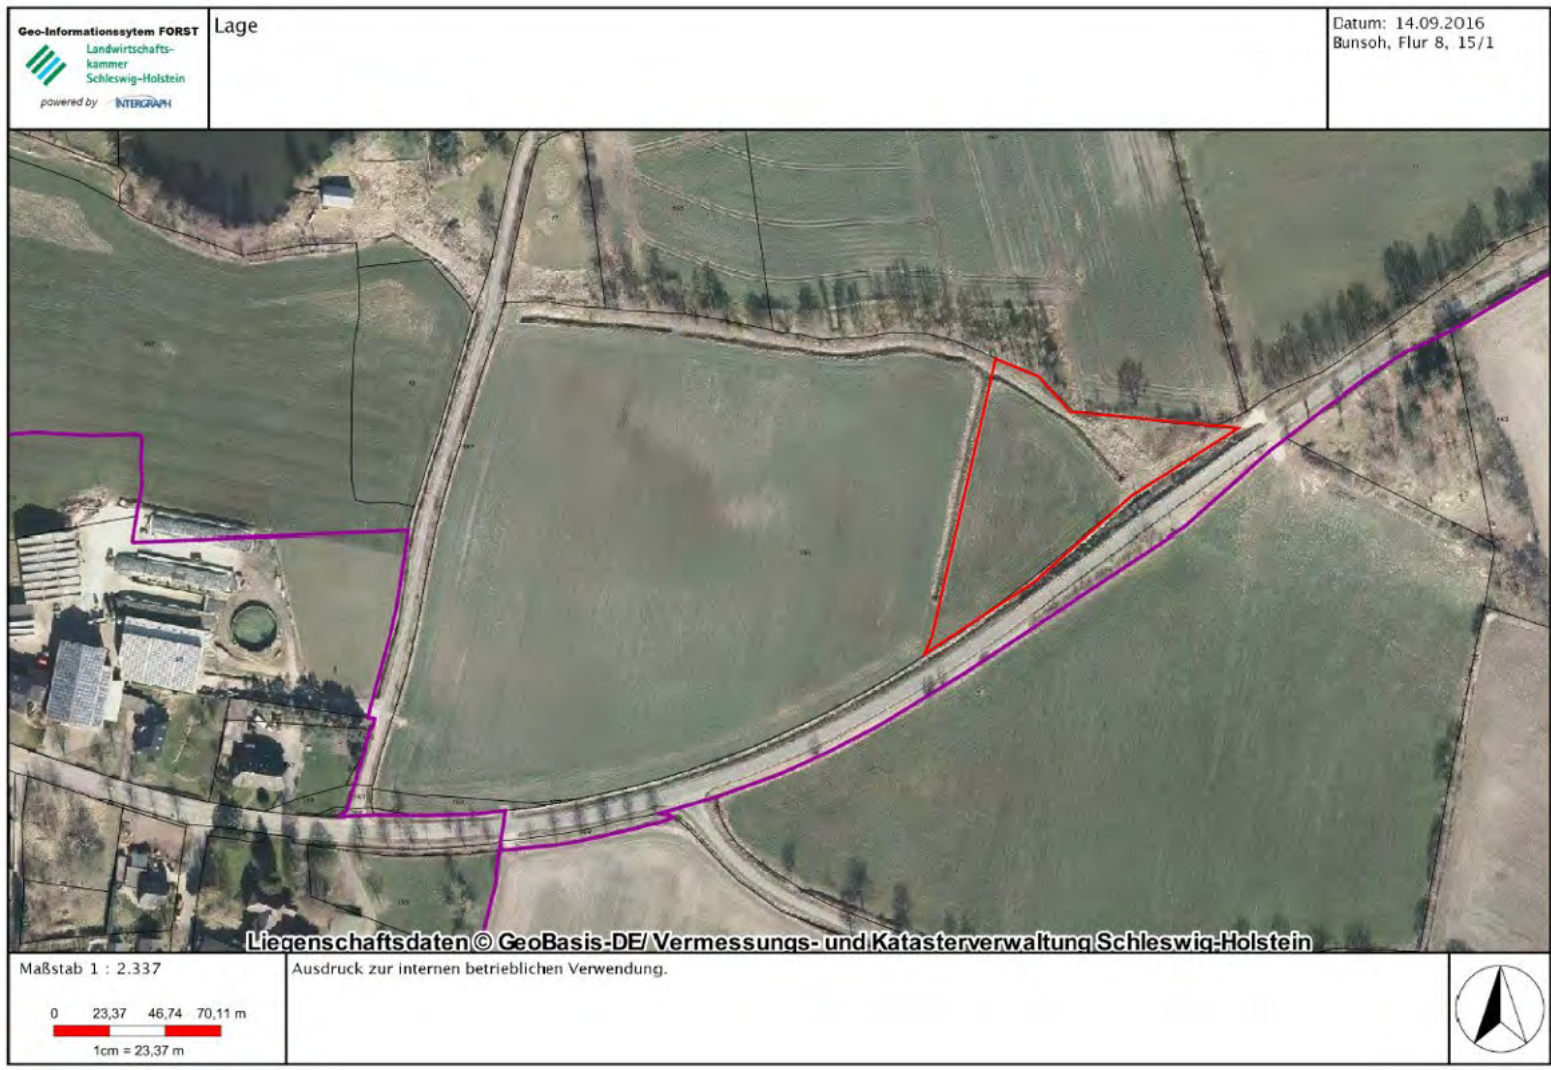 Geo-Informationssytem FORST
Landwirtschafts-
kammer
Schleswig-Holstein
powered by INTERGRAPH
Lage
Datum: 14.09.2016
Bunsoh, Flur 8, 15/1
Liegenschaftsdaten © GeoBasis-DE/ Vermessungs- und Katasterverwaltung Schleswig-Holstein
Maßstab 1 : 2.337
0 23,37 46,74 70,11 m
1cm = 23,37 m
Ausdruck zur internen betrieblichen Verwendung.